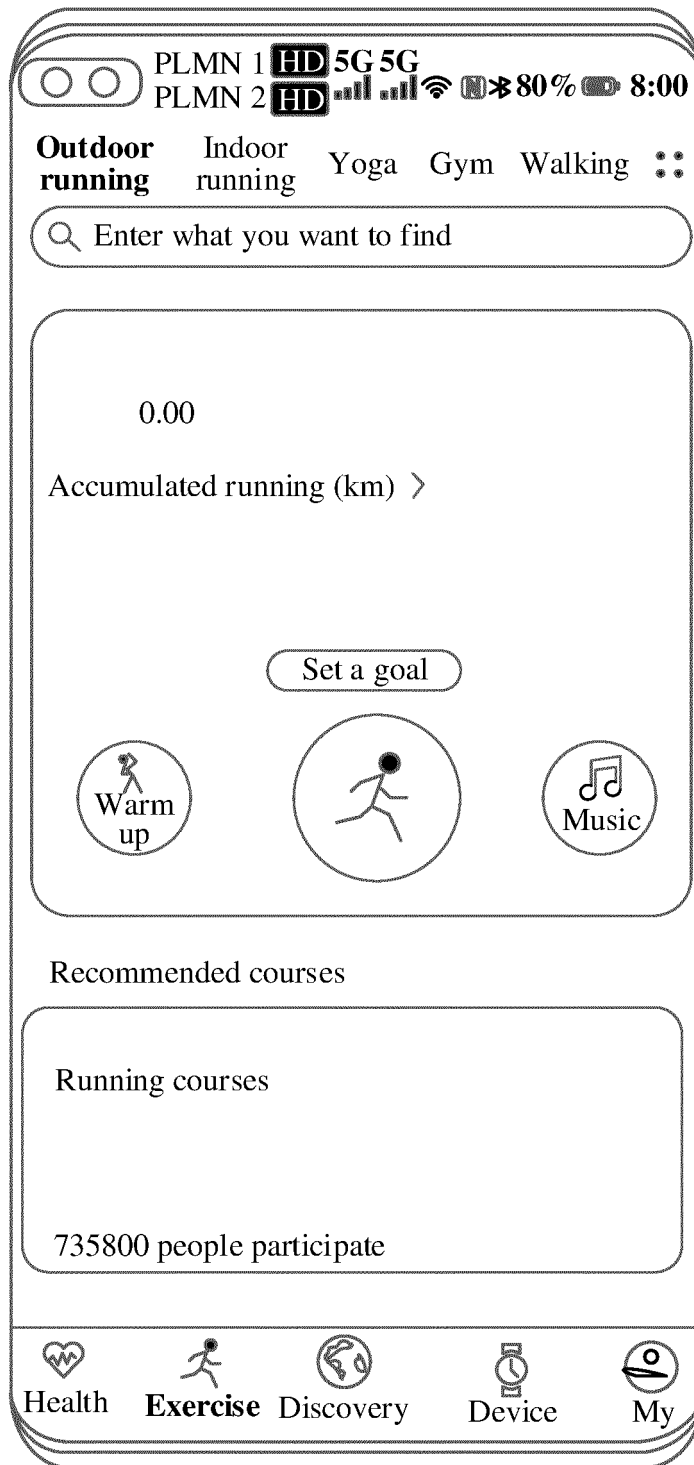 PLMN 1 HD 5G 5G
PLMN 2 HD N 80% 8:00
Outdoor running Indoor running Yoga Gym Walking
Enter what you want to find
0.00
Accumulated running (km) >
Set a goal
Warm up
Music
Recommended courses
Running courses
735800 people participate
Health Exercise Discovery Device My